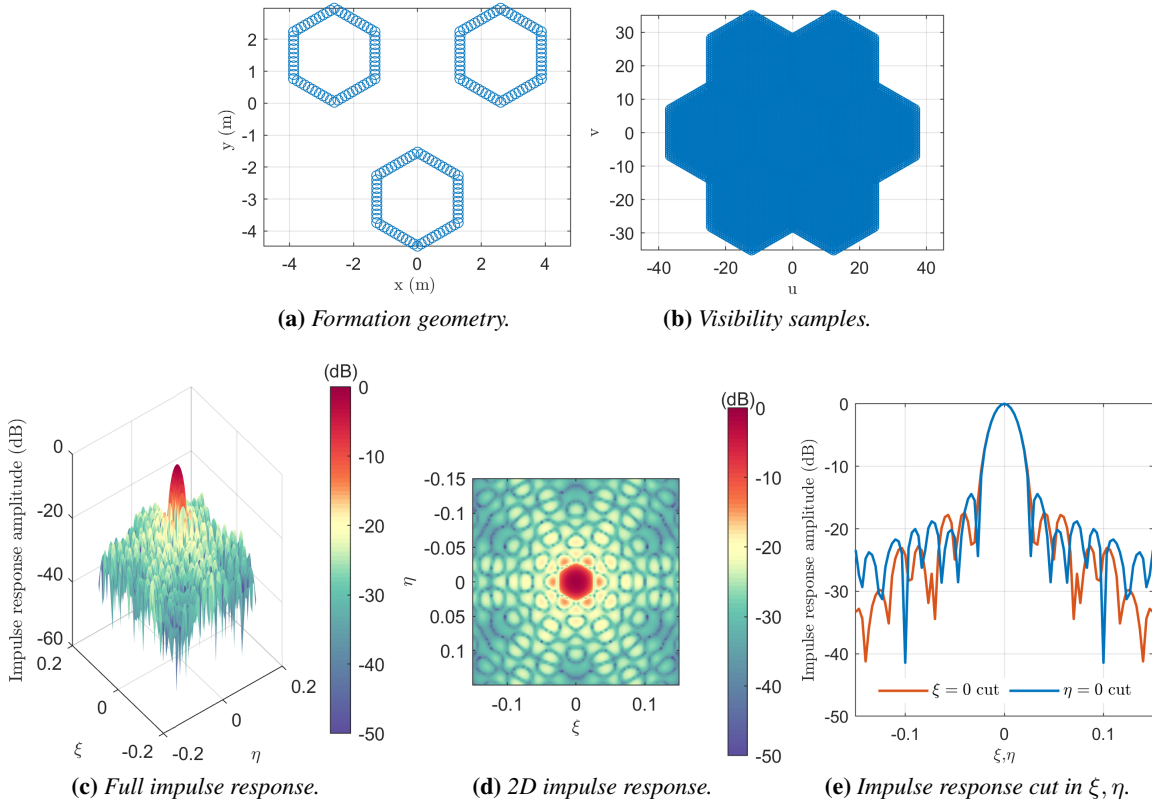 2
1
0
-1
-2
-3
-4
y (m)
-4 -2 0 2 4
x (m)
30
20
10
0
-10
-20
-30
v
-40 -20 0 20 40
u
(a) Formation geometry.
(b) Visibility samples.
Impulse response amplitude (dB)
0
-20
-40
-60
0.2
0
-0.2
ξ
-0.2
0
0.2
η
(dB)
0
-10
-20
-30
-40
-50
-0.15
-0.1
-0.05
0
0.05
0.1
η
-0.1 0 0.1
ξ
(dB)
0
-10
-20
-30
-40
-50
Impulse response amplitude (dB)
0
-10
-20
-30
-40
-50
ξ = 0 cut η = 0 cut
-0.1 0 0.1
ξ,η
(c) Full impulse response.
(d) 2D impulse response.
(e) Impulse response cut in ξ, η.